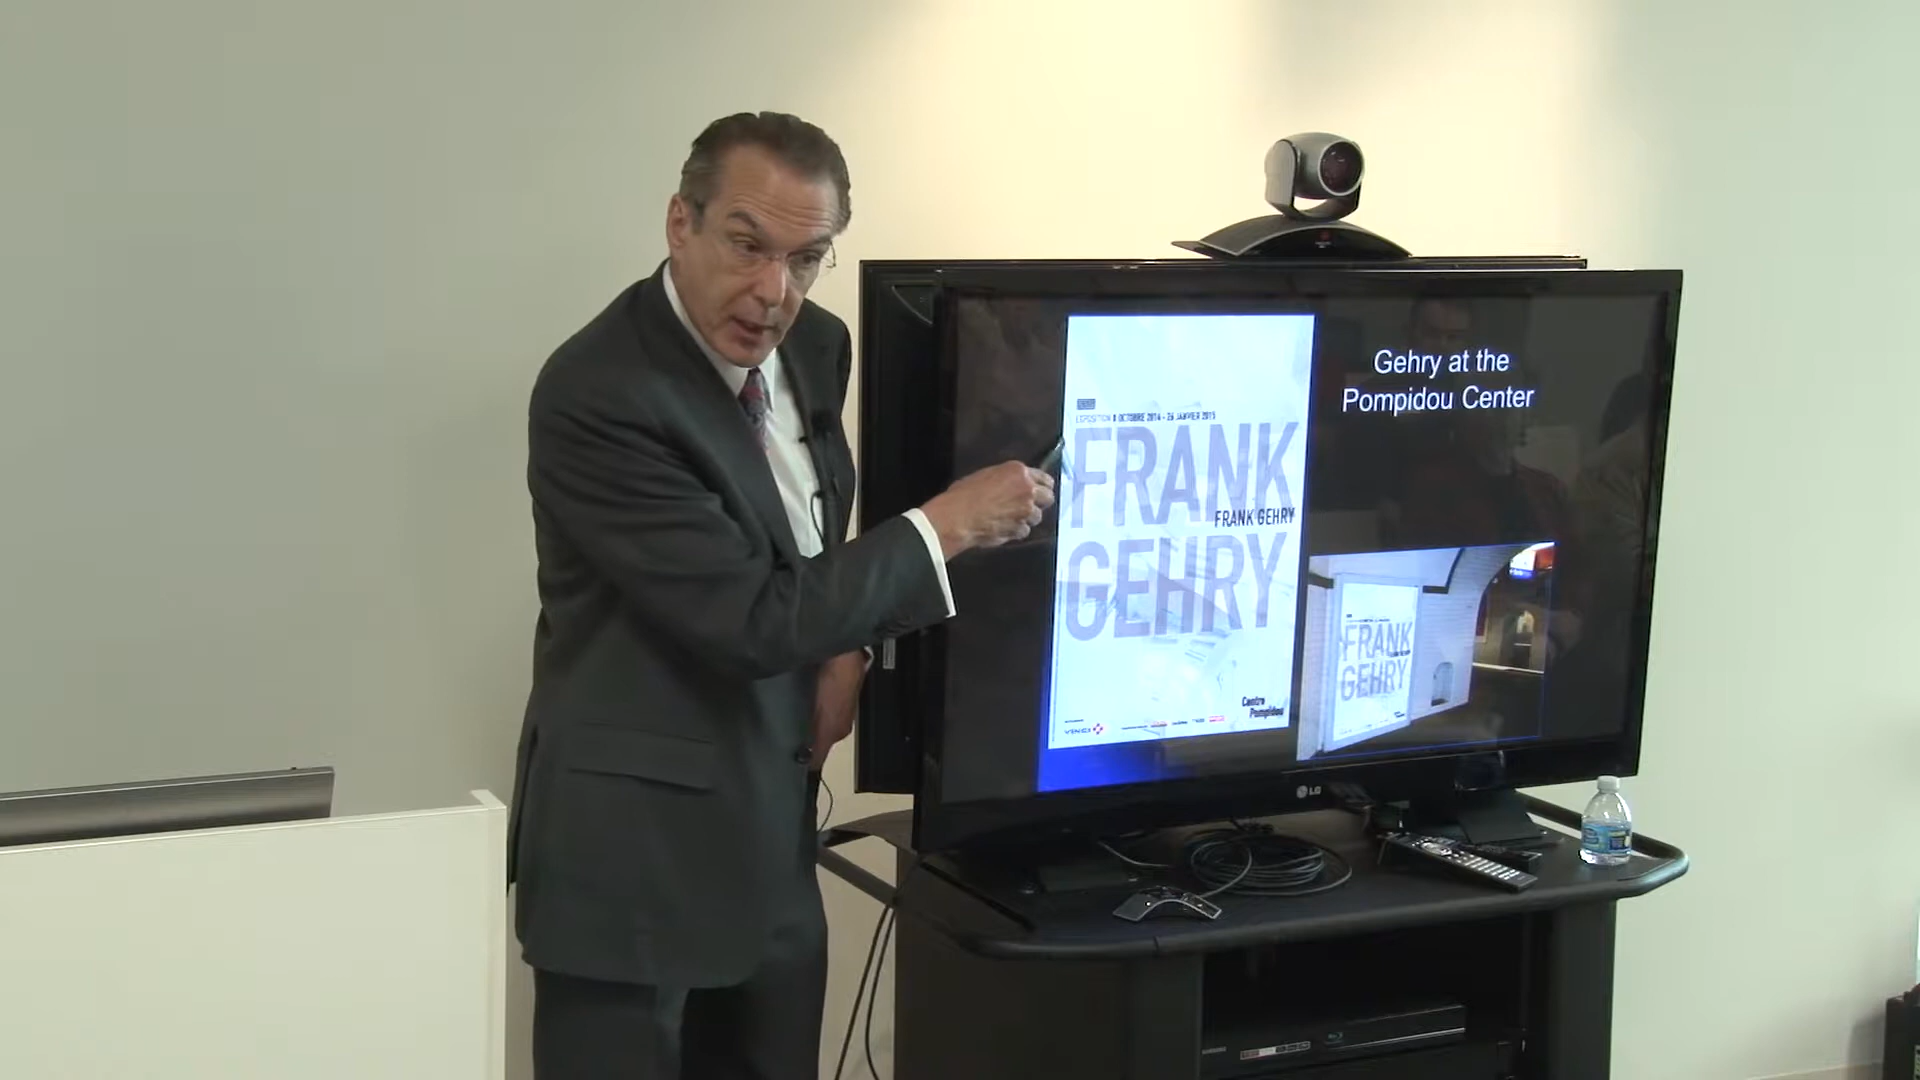 Gehry at the
Pompidou Center
EXPOSITION 8 OCTOBRE 2014 - 26 JANVIER 2015
FRANK
FRANK GEHRY
GEHRY
Centre
Pompidou
VINCI
FRANK
GEHRY
LG